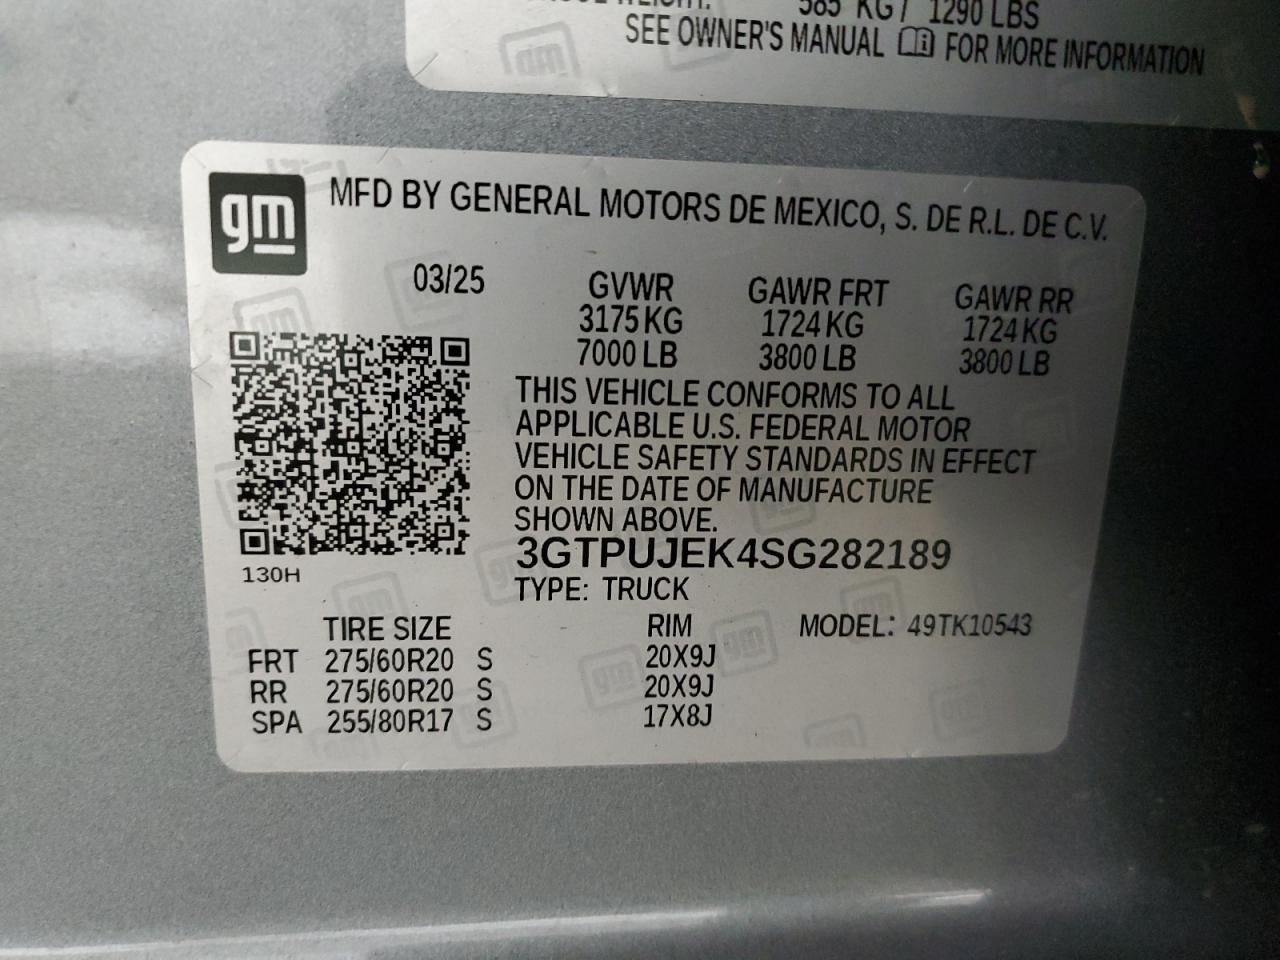 585 KG / 1290 LBS
SEE OWNER'S MANUAL FOR MORE INFORMATION
gm MFD BY GENERAL MOTORS DE MEXICO, S. DE R.L. DE C.V.
03/25 GVWR GAWR FRT GAWR RR
3175 KG 1724 KG 1724 KG
7000 LB 3800 LB 3800 LB
THIS VEHICLE CONFORMS TO ALL
APPLICABLE U.S. FEDERAL MOTOR
VEHICLE SAFETY STANDARDS IN EFFECT
ON THE DATE OF MANUFACTURE
SHOWN ABOVE.
3GTPUJEK4SG282189
130H
TYPE: TRUCK
TIRE SIZE RIM MODEL: 49TK10543
FRT 275/60R20 S 20X9J
RR 275/60R20 S 20X9J
SPA 255/80R17 S 17X8J